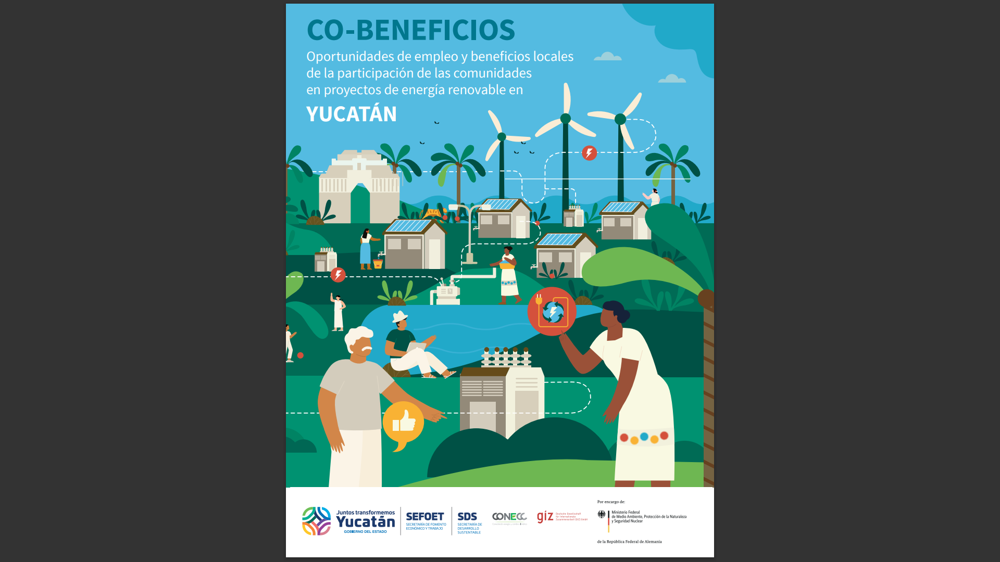 CO-BENEFICIOS
Oportunidades de empleo y beneficios locales
de la participación de las comunidades
en proyectos de energía renovable en
YUCATÁN
Juntos transformemos
Yucatán
GOBIERNO DEL ESTADO
SEFOET
SECRETARÍA DE FOMENTO
ECONÓMICO Y TRABAJO
SDS
SECRETARÍA DE
DESARROLLO
SUSTENTABLE
CONECC
giz
Deutsche Gesellschaft
für Internationale
Zusammenarbeit (GIZ) GmbH
Por encargo de:
Ministerio Federal
de Medio Ambiente, Protección de la Naturaleza
y Seguridad Nuclear
de la República Federal de Alemania